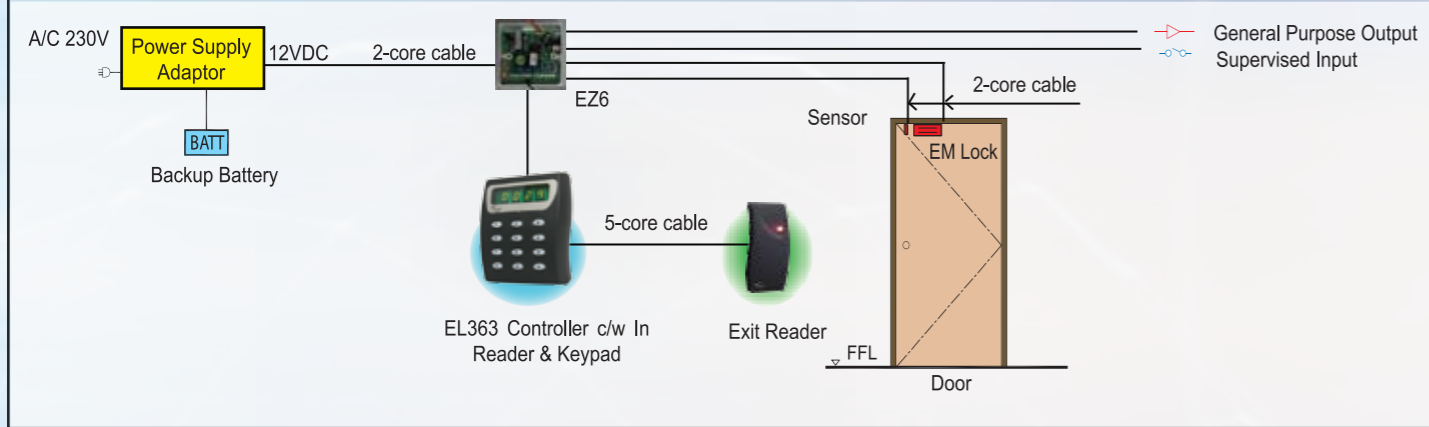 A/C 230V
Power Supply
Adaptor
12VDC
2-core cable
BATT
Backup Battery
EZ6
General Purpose Output
Supervised Input
2-core cable
Sensor
EM Lock
5-core cable
EL363 Controller c/w In
Reader & Keypad
Exit Reader
FFL
Door